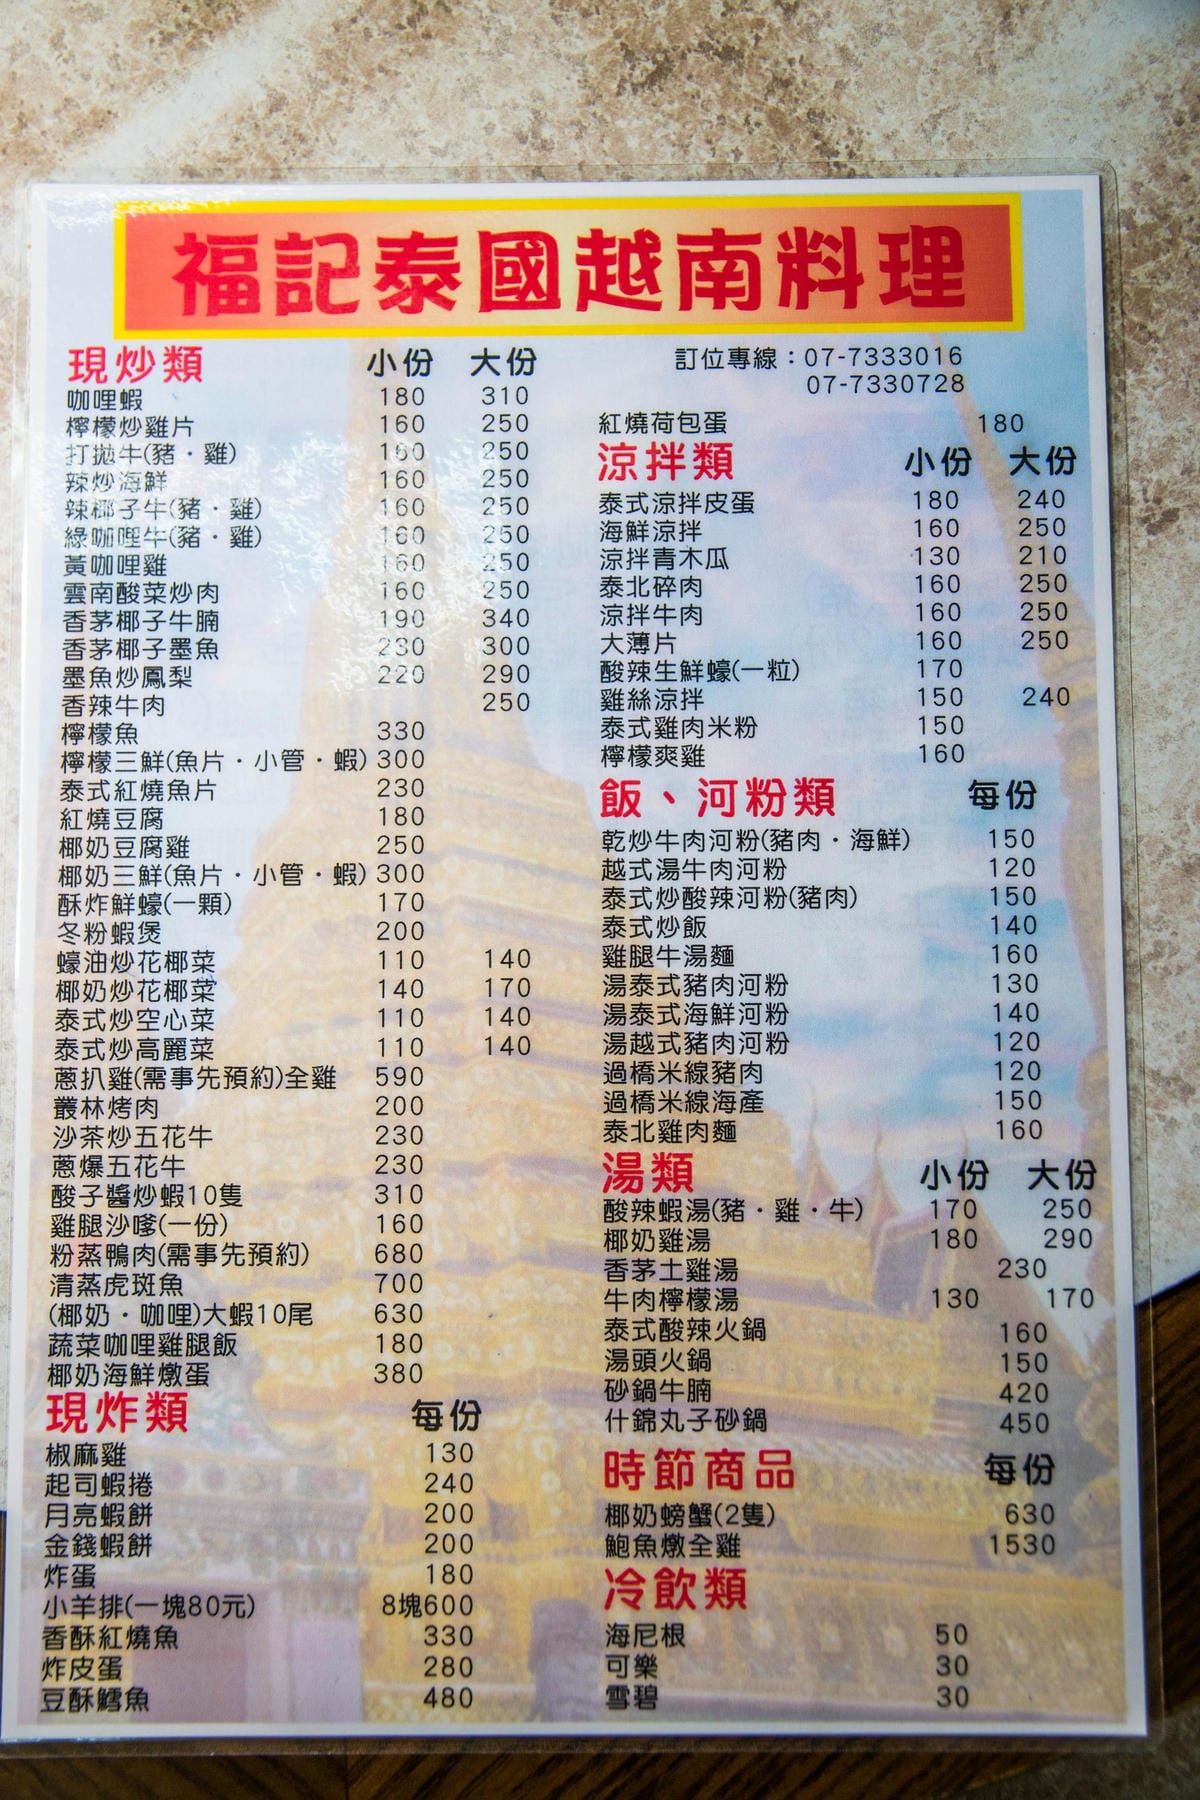 福記泰國越南料理
現炒類 小份 大份
咖哩蝦 180 310
檸檬炒雞片 160 250
打拋牛(豬・雞) 160 250
辣炒海鮮 160 250
辣椰子牛(豬・雞) 160 250
綠咖哩牛(豬・雞) 160 250
黃咖哩雞 160 250
雲南酸菜炒肉 160 250
香茅椰子牛腩 190 340
香茅椰子墨魚 230 300
墨魚炒鳳梨 220 290
香辣牛肉 250
檸檬魚 330
檸檬三鮮(魚片・小管・蝦) 300
泰式紅燒魚片 230
紅燒豆腐 180
椰奶豆腐雞 250
椰奶三鮮(魚片・小管・蝦) 300
酥炸鮮蠔(一顆) 170
冬粉蝦煲 200
蠔油炒花椰菜 110 140
椰奶炒花椰菜 140 170
泰式炒空心菜 110 140
泰式炒高麗菜 110 140
蔥扒雞(需事先預約)全雞 590
叢林烤肉 200
沙茶炒五花牛 230
蔥爆五花牛 230
酸子醬炒蝦10隻 310
雞腿沙嗲(一份) 160
粉蒸鴨肉(需事先預約) 680
清蒸虎斑魚 700
(椰奶・咖哩)大蝦10尾 630
蔬菜咖哩雞腿飯 180
椰奶海鮮燉蛋 380
現炸類 每份
椒麻雞 130
起司蝦捲 240
月亮蝦餅 200
金錢蝦餅 200
炸蛋 180
小羊排(一塊80元) 8塊600
香酥紅燒魚 330
炸皮蛋 280
豆酥鱈魚 480
訂位專線：07-7333016
07-7330728
紅燒荷包蛋 180
涼拌類 小份 大份
泰式涼拌皮蛋 180 240
海鮮涼拌 160 250
涼拌青木瓜 130 210
泰北碎肉 160 250
涼拌牛肉 160 250
大薄片 160 250
酸辣生鮮蠔(一粒) 170
雞絲涼拌 150 240
泰式雞肉米粉 150
檸檬爽雞 160
飯、河粉類 每份
乾炒牛肉河粉(豬肉・海鮮) 150
越式湯牛肉河粉 120
泰式炒酸辣河粉(豬肉) 150
泰式炒飯 140
雞腿牛湯麵 160
湯泰式豬肉河粉 130
湯泰式海鮮河粉 140
湯越式豬肉河粉 120
過橋米線豬肉 120
過橋米線海產 150
泰北雞肉麵 160
湯類 小份 大份
酸辣蝦湯(豬・雞・牛) 170 250
椰奶雞湯 180 290
香茅土雞湯 230
牛肉檸檬湯 130 170
泰式酸辣火鍋 160
湯頭火鍋 150
砂鍋牛腩 420
什錦丸子砂鍋 450
時節商品 每份
椰奶螃蟹(2隻) 630
鮑魚燉全雞 1530
冷飲類
海尼根 50
可樂 30
雪碧 30